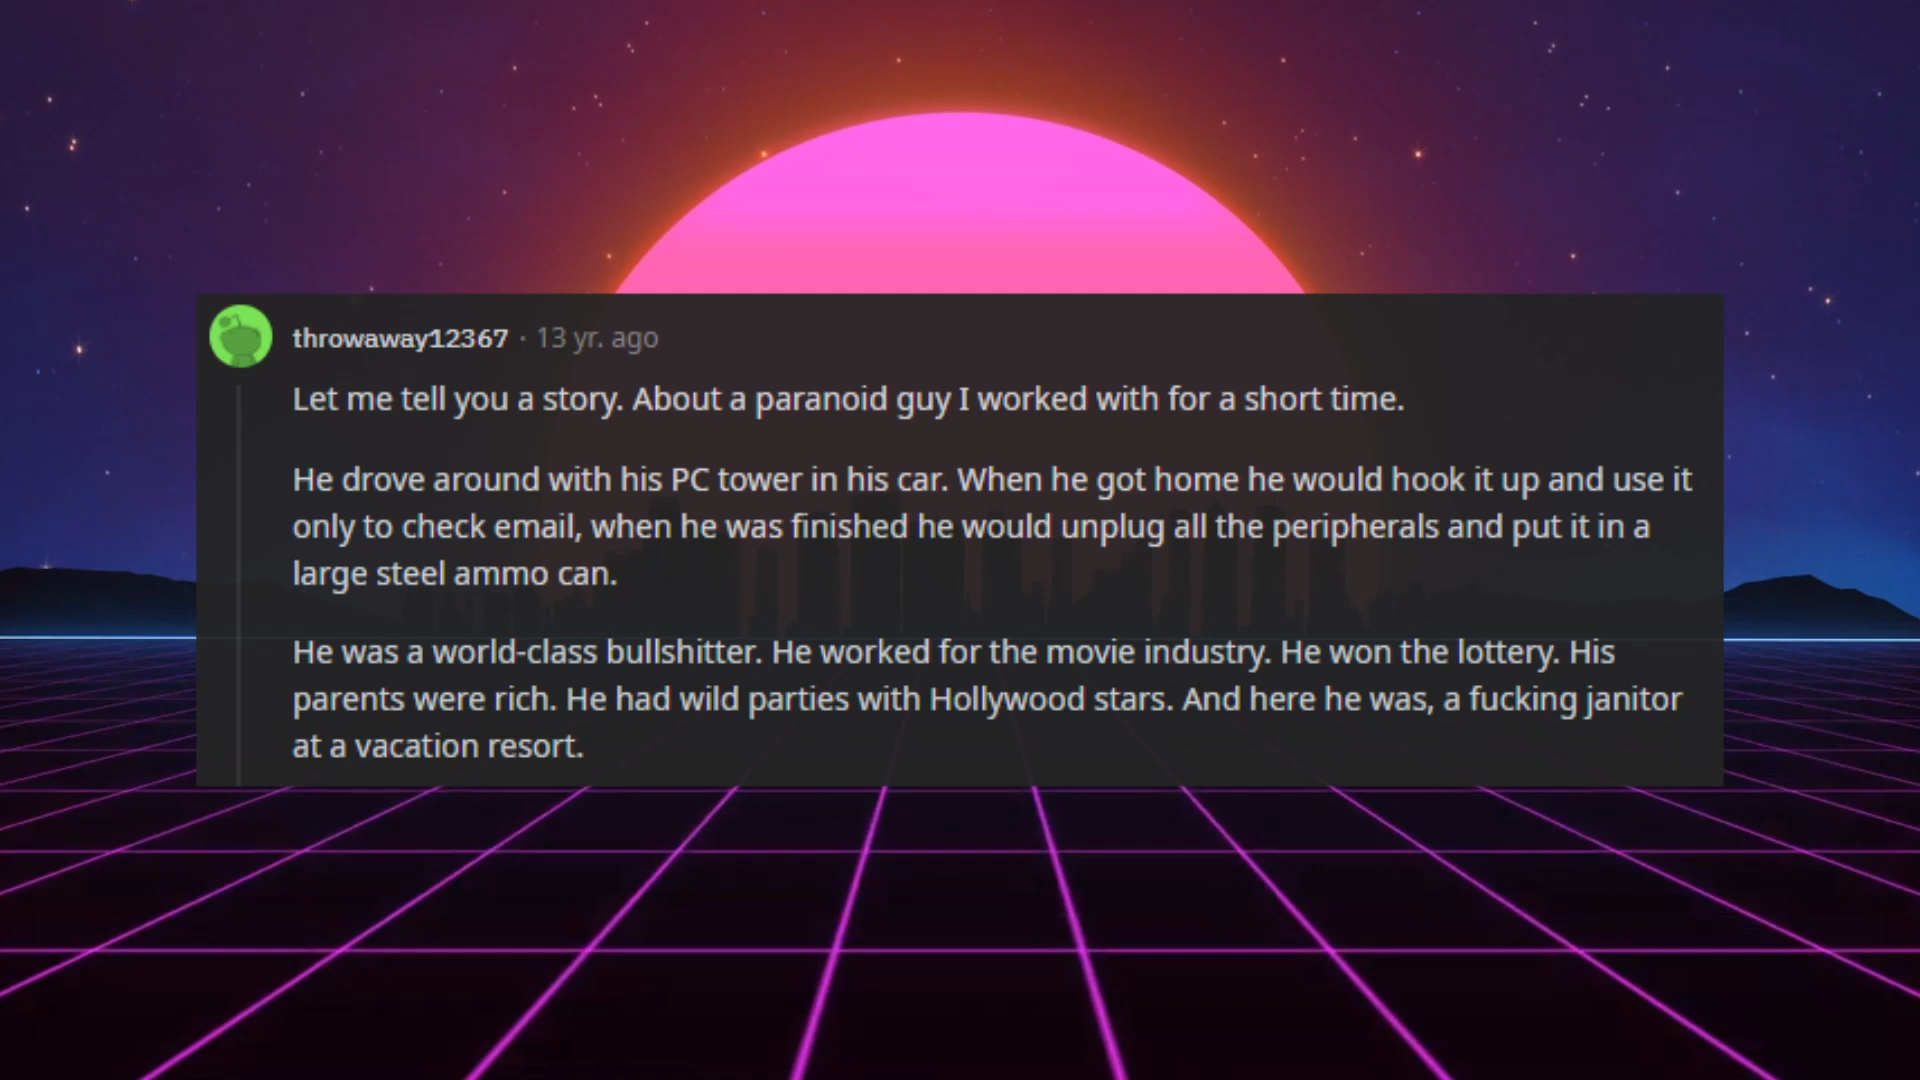 throwaway12367 · 13 yr. ago
Let me tell you a story. About a paranoid guy I worked with for a short time.
He drove around with his PC tower in his car. When he got home he would hook it up and use it
only to check email, when he was finished he would unplug all the peripherals and put it in a
large steel ammo can.
He was a world-class bullshitter. He worked for the movie industry. He won the lottery. His
parents were rich. He had wild parties with Hollywood stars. And here he was, a fucking janitor
at a vacation resort.